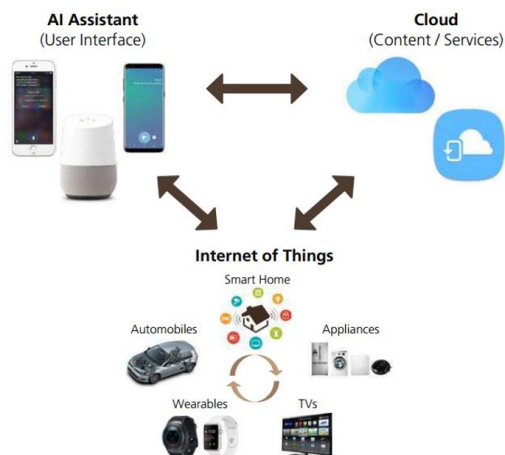 AI Assistant
(User Interface)
Cloud
(Content / Services)
Internet of Things
Smart Home
Automobiles
Appliances
Wearables
TVs